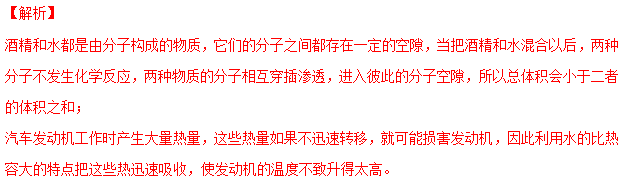 【解析】
酒精和水都是由分子构成的物质，它们的分子之间都存在一定的空隙，当把酒精和水混合以后，两种
分子不发生化学反应，两种物质的分子相互穿插渗透，进入彼此的分子空隙，所以总体积会小于二者
的体积之和；
汽车发动机工作时产生大量热量，这些热量如果不迅速转移，就可能损害发动机，因此利用水的比热
容大的特点把这些热迅速吸收，使发动机的温度不致升得太高。